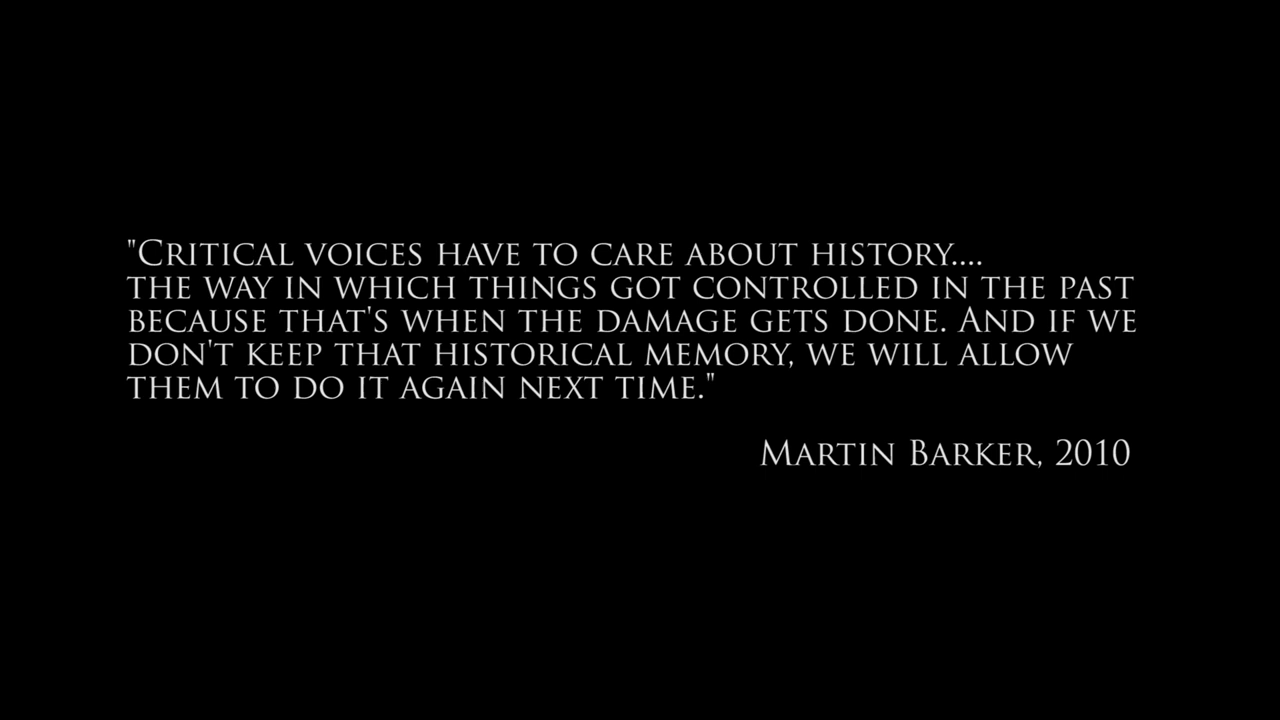 "Critical voices have to care about history....
the way in which things got controlled in the past
because that's when the damage gets done. And if we
don't keep that historical memory, we will allow
them to do it again next time."
Martin Barker, 2010